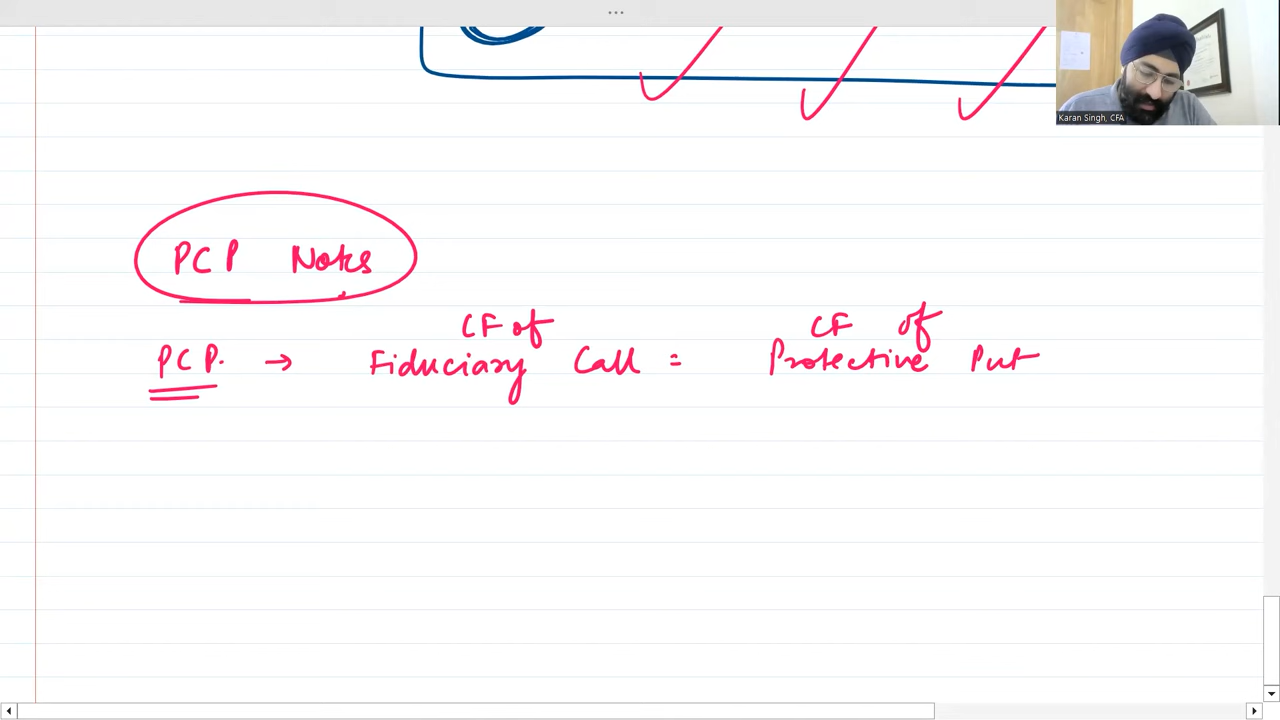 Karan Singh, CFA
PCP Notes
CF of CF of
PCP. → Fiduciary Call = Protective Put